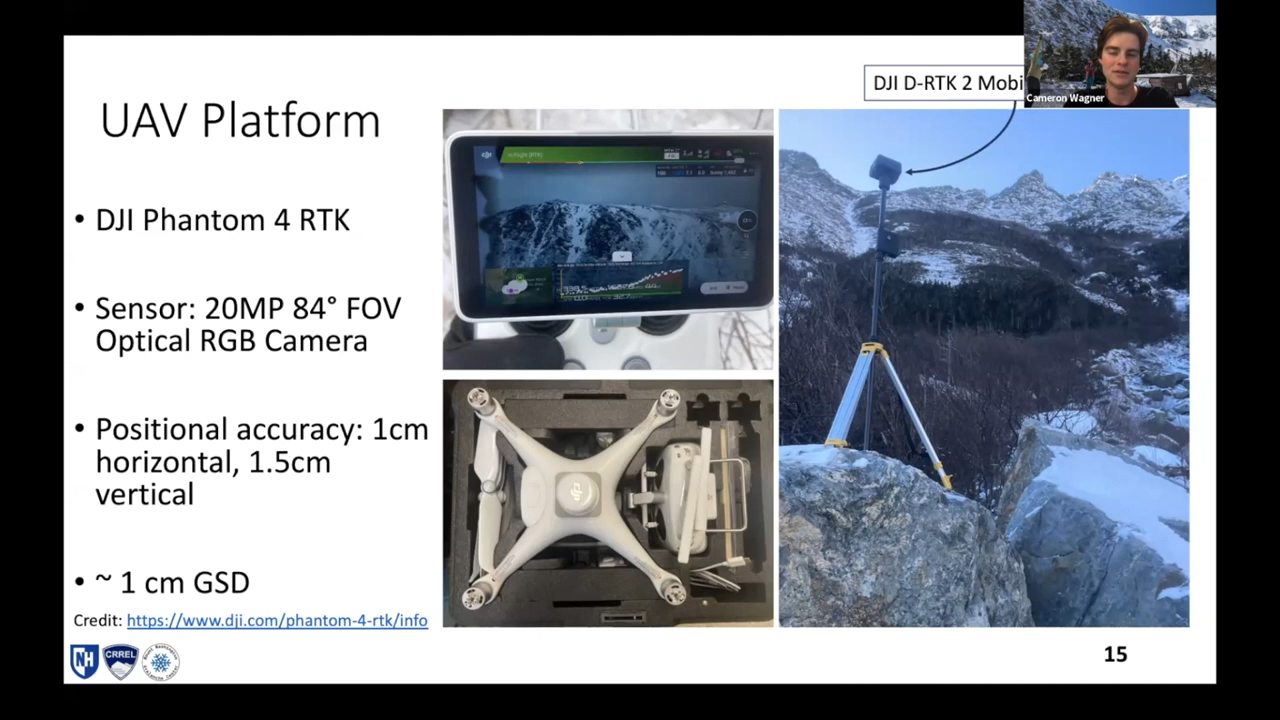 DJI D-RTK 2 Mobi
Cameron Wagner
UAV Platform
• DJI Phantom 4 RTK
• Sensor: 20MP 84° FOV
Optical RGB Camera
• Positional accuracy: 1cm
horizontal, 1.5cm
vertical
• ~ 1 cm GSD
Credit: https://www.dji.com/phantom-4-rtk/info
NH
CRREL
15